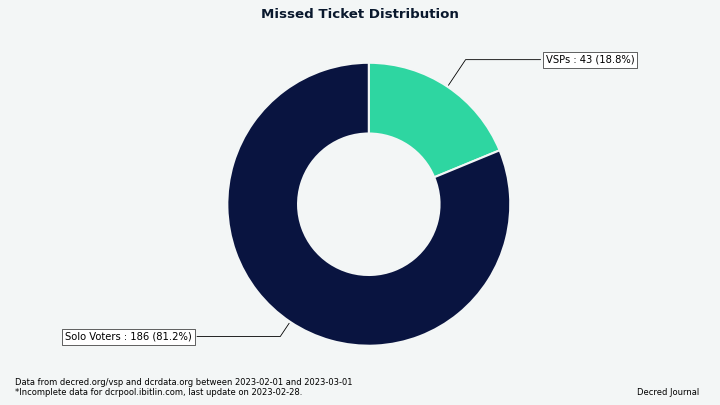 Missed Ticket Distribution
VSPs : 43 (18.8%)
Solo Voters : 186 (81.2%)
Data from decred.org/vsp and dcrdata.org between 2023-02-01 and 2023-03-01
*Incomplete data for dcrpool.ibitlin.com, last update on 2023-02-28.
Decred Journal